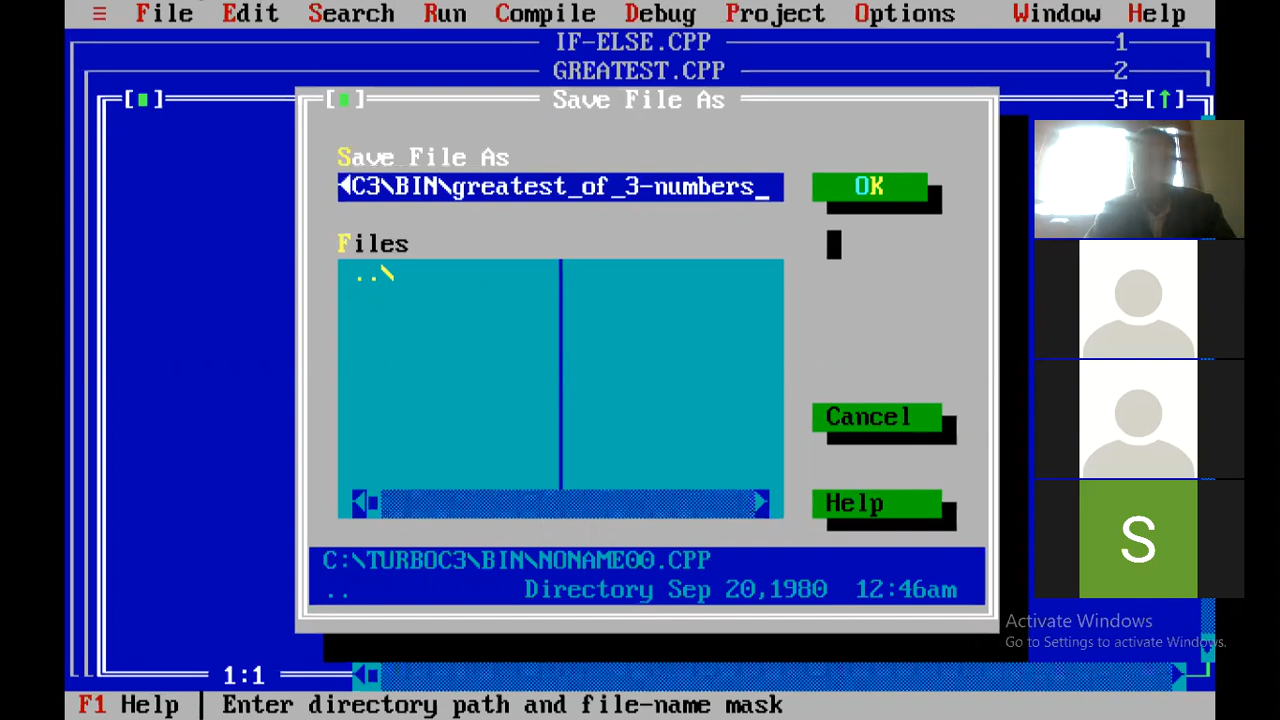 ≡ File Edit Search Run Compile Debug Project Options Window Help
IF-ELSE.CPP 1
GREATEST.CPP 2
Save File As 3=[↑]
Save File As
C3\BIN\greatest_of_3-numbers_
OK
Files
..\
Cancel
Help
C:\TURBOC3\BIN\NONAME00.CPP
.. Directory Sep 20,1980 12:46am
S
Activate Windows
Go to Settings to activate Windows.
1:1
F1 Help | Enter directory path and file-name mask